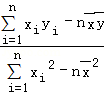 n
∑ xᵢyᵢ − nx̅y̅
i=1
n
∑ xᵢ² − nx̅²
i=1